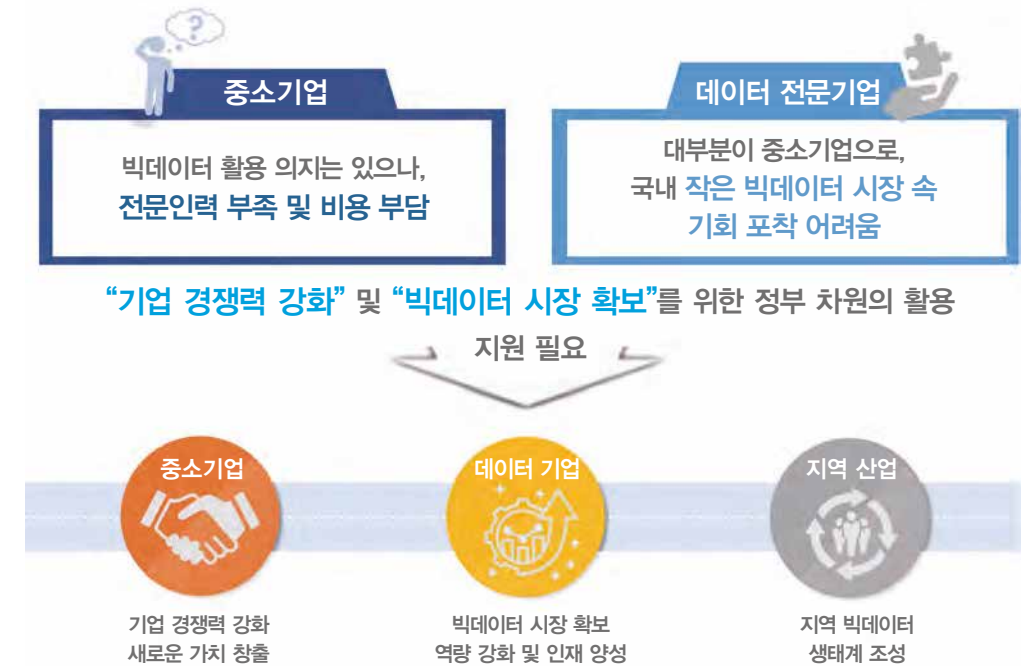 ?
중소기업
빅데이터 활용 의지는 있으나,
전문인력 부족 및 비용 부담
데이터 전문기업
대부분이 중소기업으로,
국내 작은 빅데이터 시장 속
기회 포착 어려움
“기업 경쟁력 강화” 및 “빅데이터 시장 확보”를 위한 정부 차원의 활용
지원 필요
중소기업
기업 경쟁력 강화
새로운 가치 창출
데이터 기업
빅데이터 시장 확보
역량 강화 및 인재 양성
지역 산업
지역 빅데이터
생태계 조성